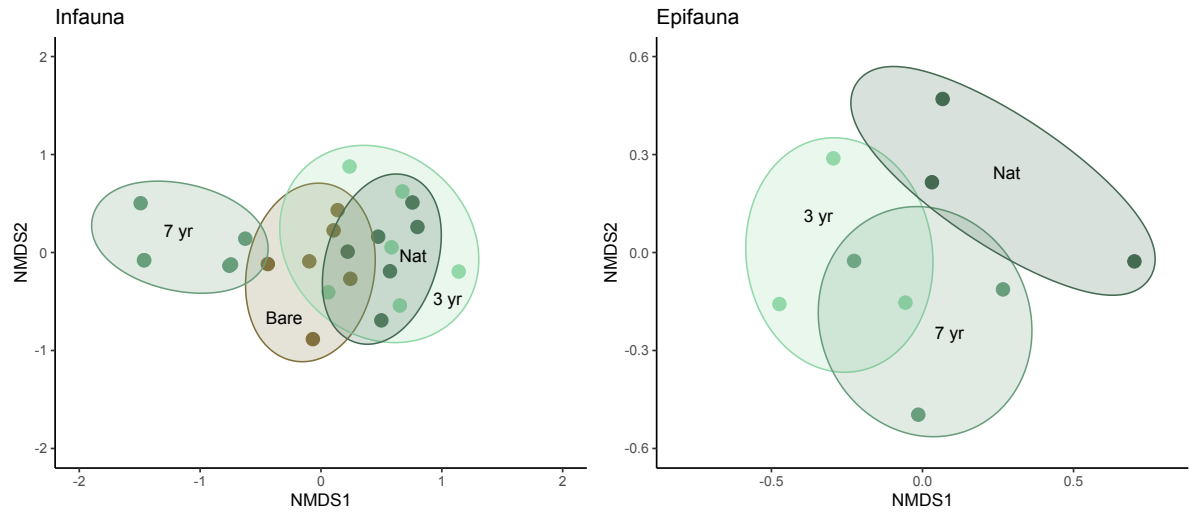 Infauna
2
1
0
-1
-2
NMDS2
7 yr
Bare
Nat
3 yr
-2
-1
0
1
2
NMDS1
Epifauna
0.6
0.3
0.0
-0.3
-0.6
NMDS2
Nat
3 yr
7 yr
-0.5
0.0
0.5
NMDS1